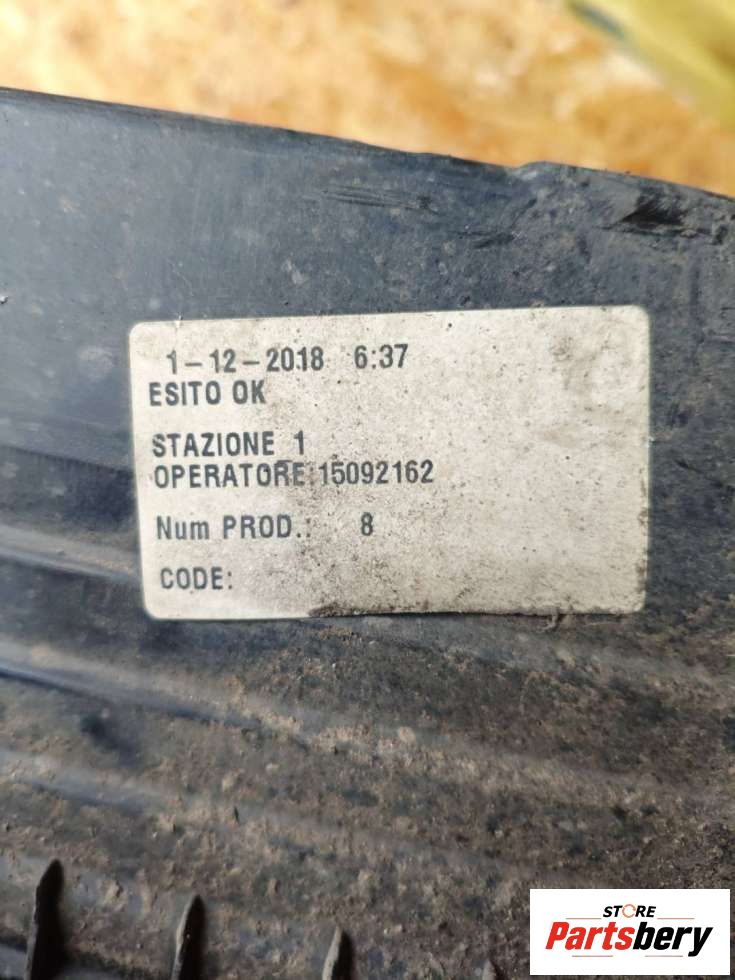 1-12-2018 6:37
ESITO OK
STAZIONE 1
OPERATORE:15092162
Num PROD.: 8
CODE:
STORE
Partsbery